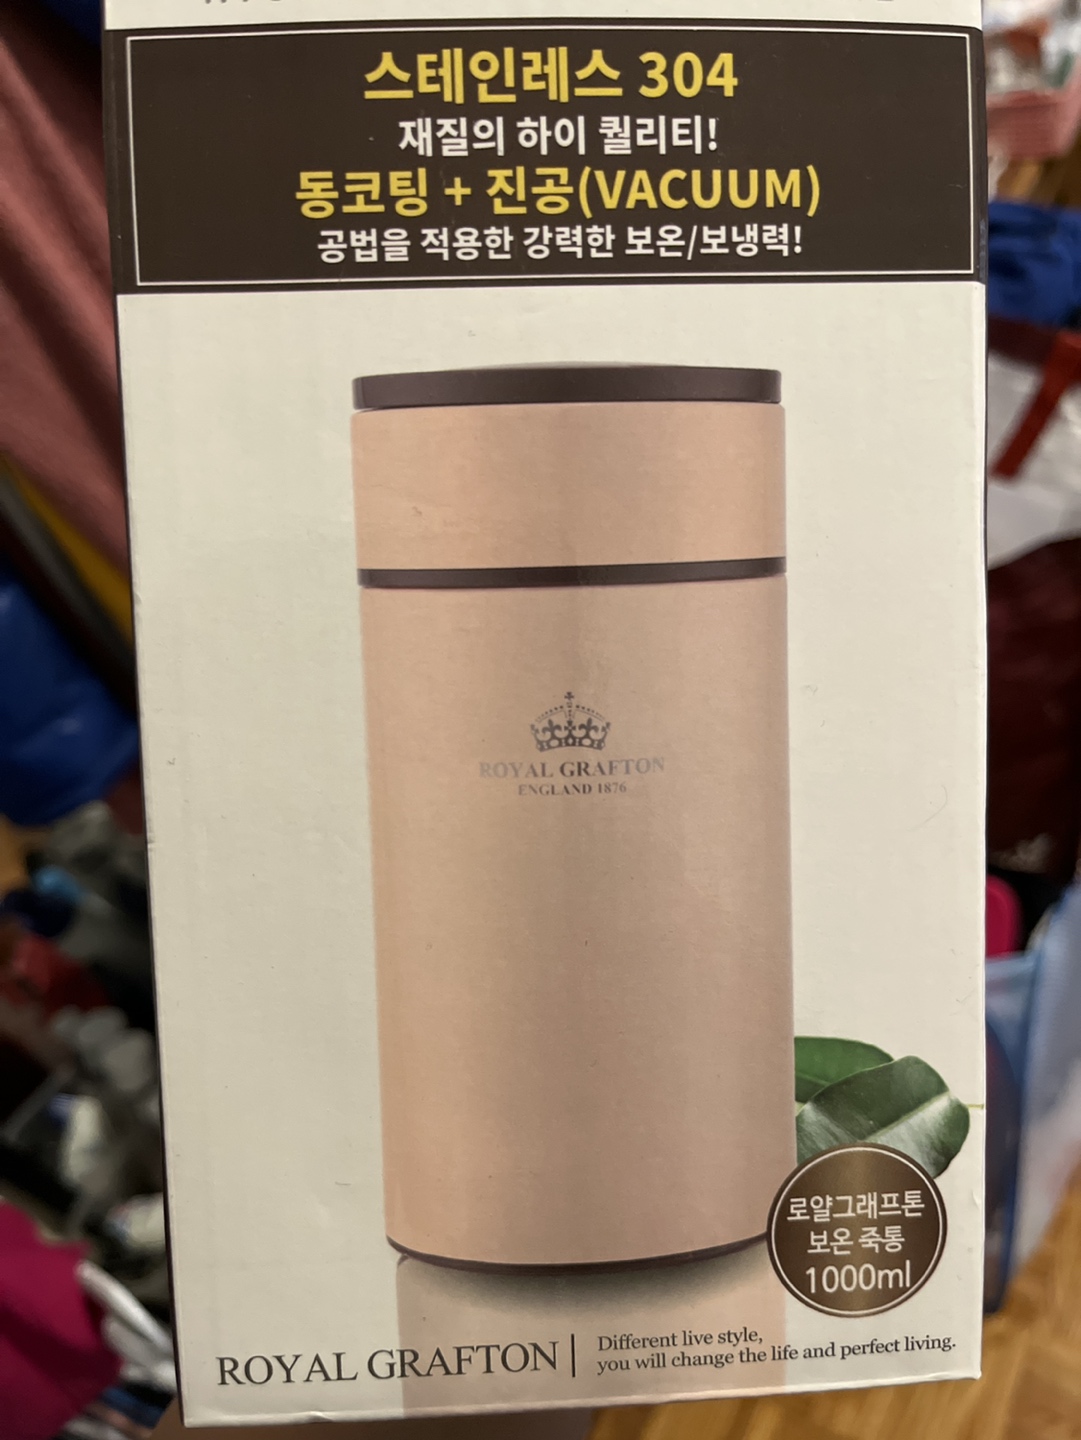 스테인레스 304
재질의 하이 퀄리티!
동코팅 + 진공(VACUUM)
공법을 적용한 강력한 보온/보냉력!
ROYAL GRAFTON
ENGLAND 1876
로얄그래프톤
보온 죽통
1000ml
ROYAL GRAFTON
Different live style,
you will change the life and perfect living.